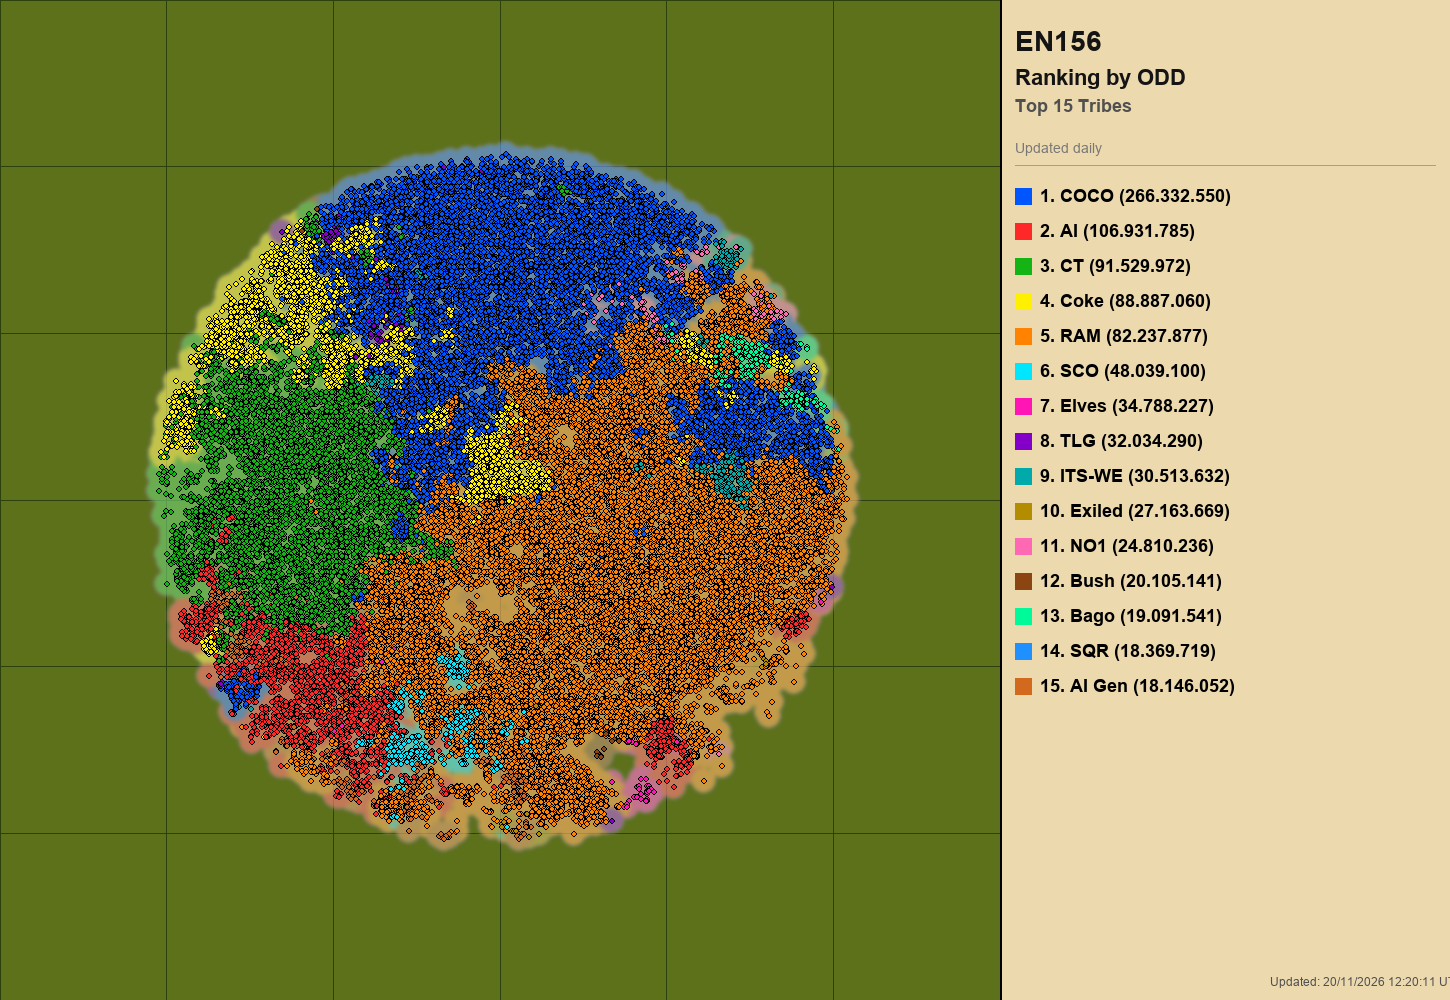 EN156
Ranking by ODD
Top 15 Tribes
Updated daily
1. COCO (266.332.550)
2. AI (106.931.785)
3. CT (91.529.972)
4. Coke (88.887.060)
5. RAM (82.237.877)
6. SCO (48.039.100)
7. Elves (34.788.227)
8. TLG (32.034.290)
9. ITS-WE (30.513.632)
10. Exiled (27.163.669)
11. NO1 (24.810.236)
12. Bush (20.105.141)
13. Bago (19.091.541)
14. SQR (18.369.719)
15. AI Gen (18.146.052)
Updated: 20/11/2026 12:20:11 U